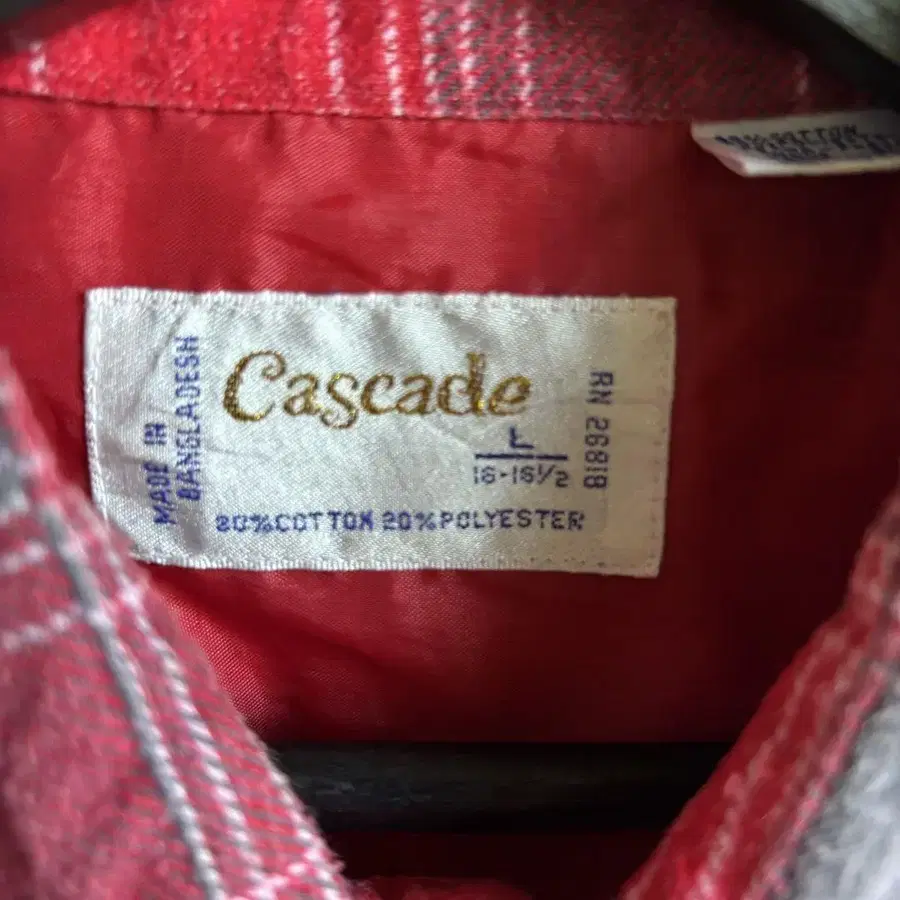 MADE IN
BANGLADESH
Cascade
L
16-16½
RN 26818
80%COTTON 20%POLYESTER